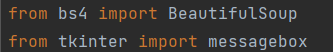 from bs4 import BeautifulSoup
from tkinter import messagebox